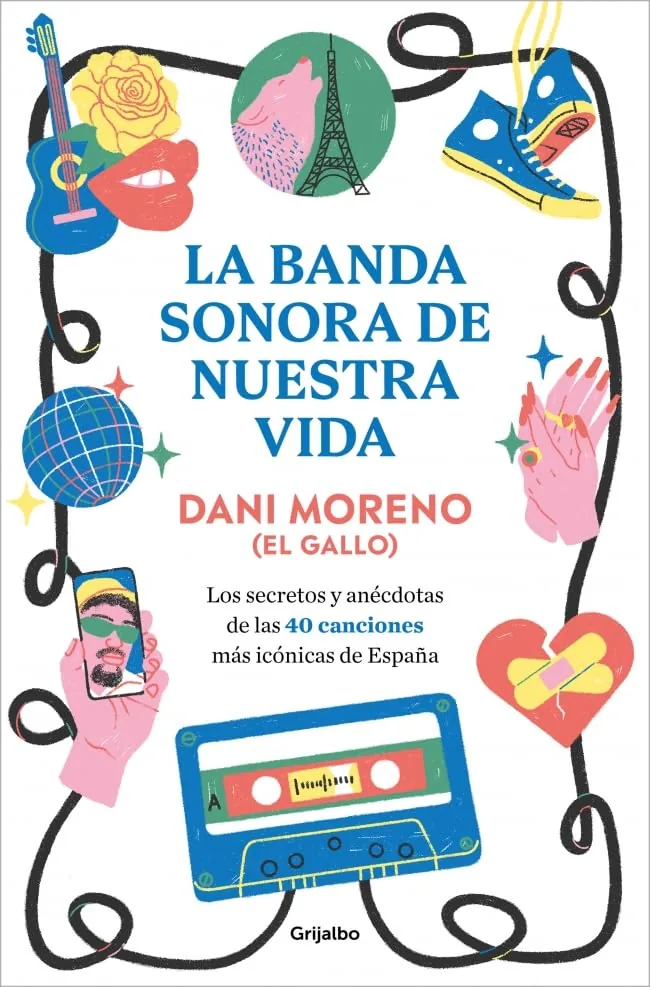 LA BANDA
SONORA DE
NUESTRA
VIDA
DANI MORENO
(EL GALLO)
Los secretos y anécdotas
de las 40 canciones
más icónicas de España
A
Grijalbo